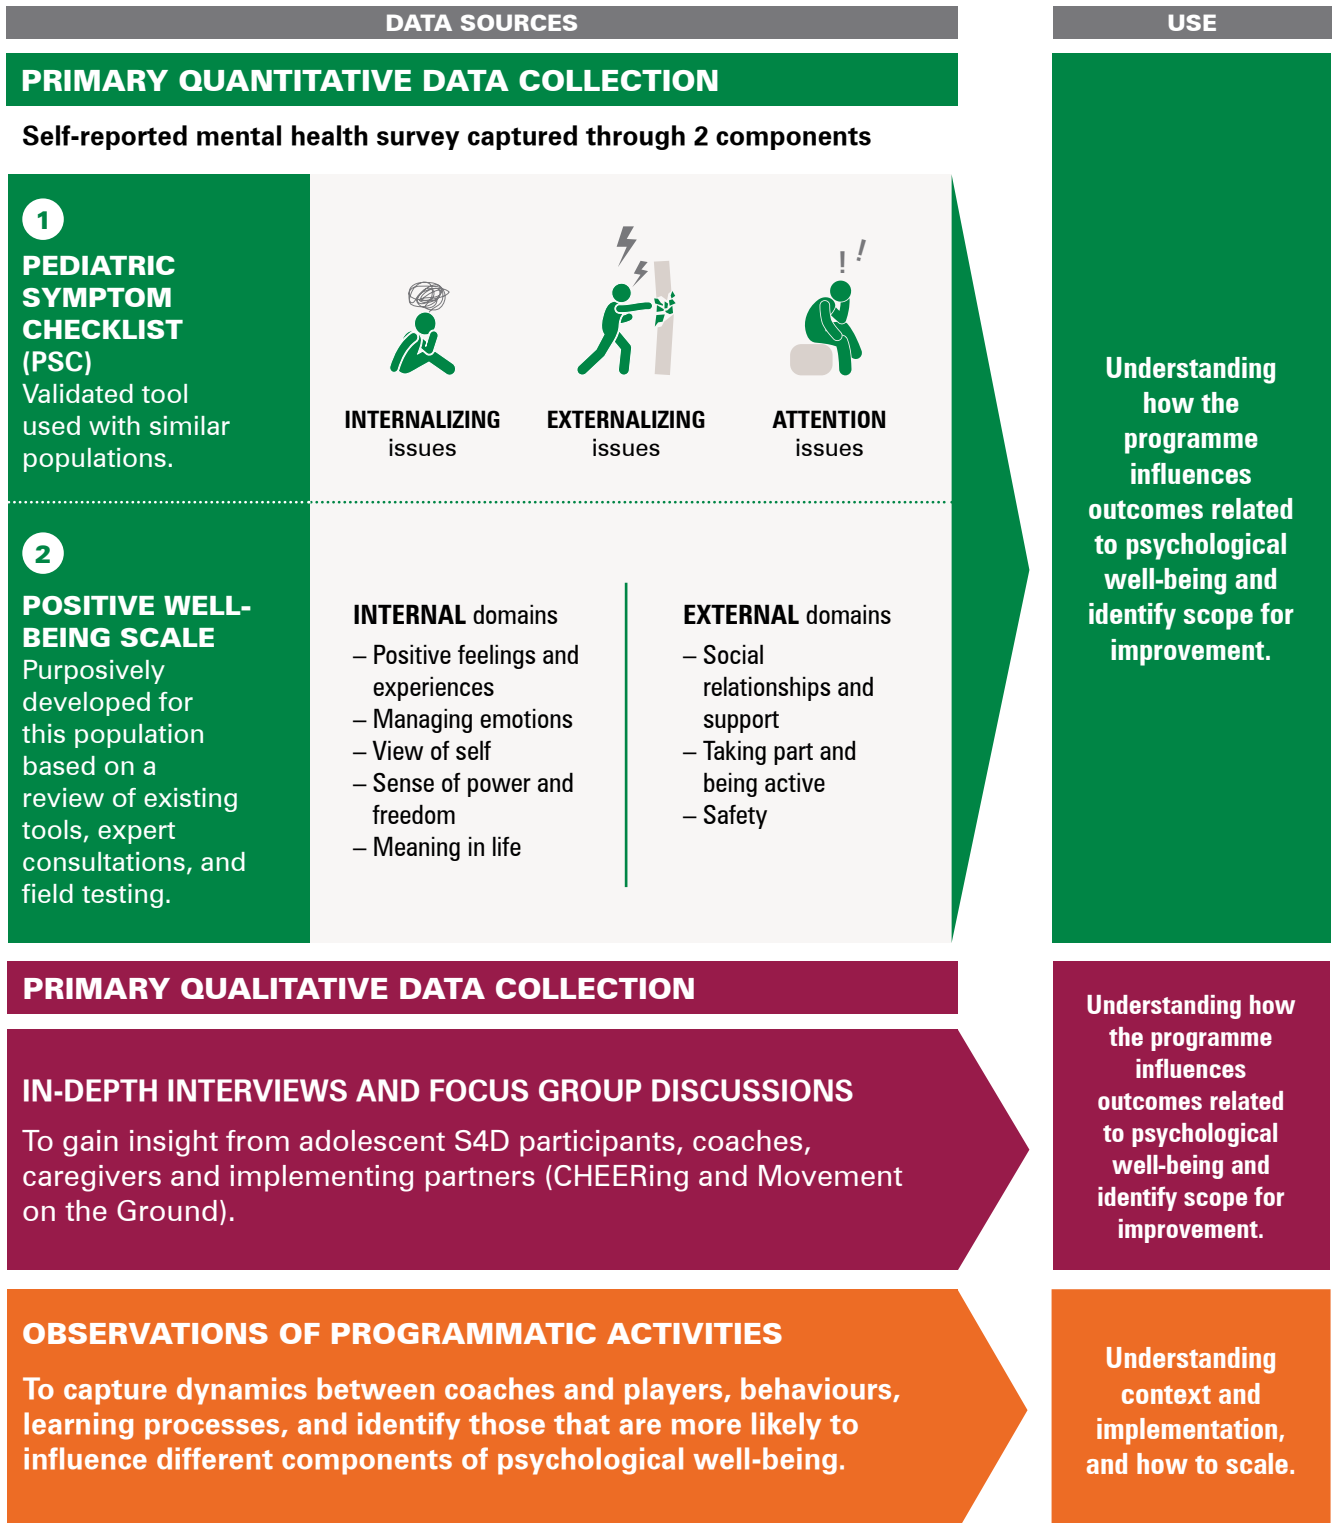 DATA SOURCES
USE
PRIMARY QUANTITATIVE DATA COLLECTION
Self-reported mental health survey captured through 2 components
1
PEDIATRIC
SYMPTOM
CHECKLIST
(PSC)
Validated tool
used with similar
populations.
! !
INTERNALIZING
issues
EXTERNALIZING
issues
ATTENTION
issues
2
POSITIVE WELL-
BEING SCALE
Purposively
developed for
this population
based on a
review of existing
tools, expert
consultations, and
field testing.
INTERNAL domains
– Positive feelings and
experiences
– Managing emotions
– View of self
– Sense of power and
freedom
– Meaning in life
EXTERNAL domains
– Social
relationships and
support
– Taking part and
being active
– Safety
Understanding
how the
programme
influences
outcomes related
to psychological
well-being and
identify scope for
improvement.
PRIMARY QUALITATIVE DATA COLLECTION
IN-DEPTH INTERVIEWS AND FOCUS GROUP DISCUSSIONS
To gain insight from adolescent S4D participants, coaches,
caregivers and implementing partners (CHEERing and Movement
on the Ground).
Understanding how
the programme
influences
outcomes related
to psychological
well-being and
identify scope for
improvement.
OBSERVATIONS OF PROGRAMMATIC ACTIVITIES
To capture dynamics between coaches and players, behaviours,
learning processes, and identify those that are more likely to
influence different components of psychological well-being.
Understanding
context and
implementation,
and how to scale.